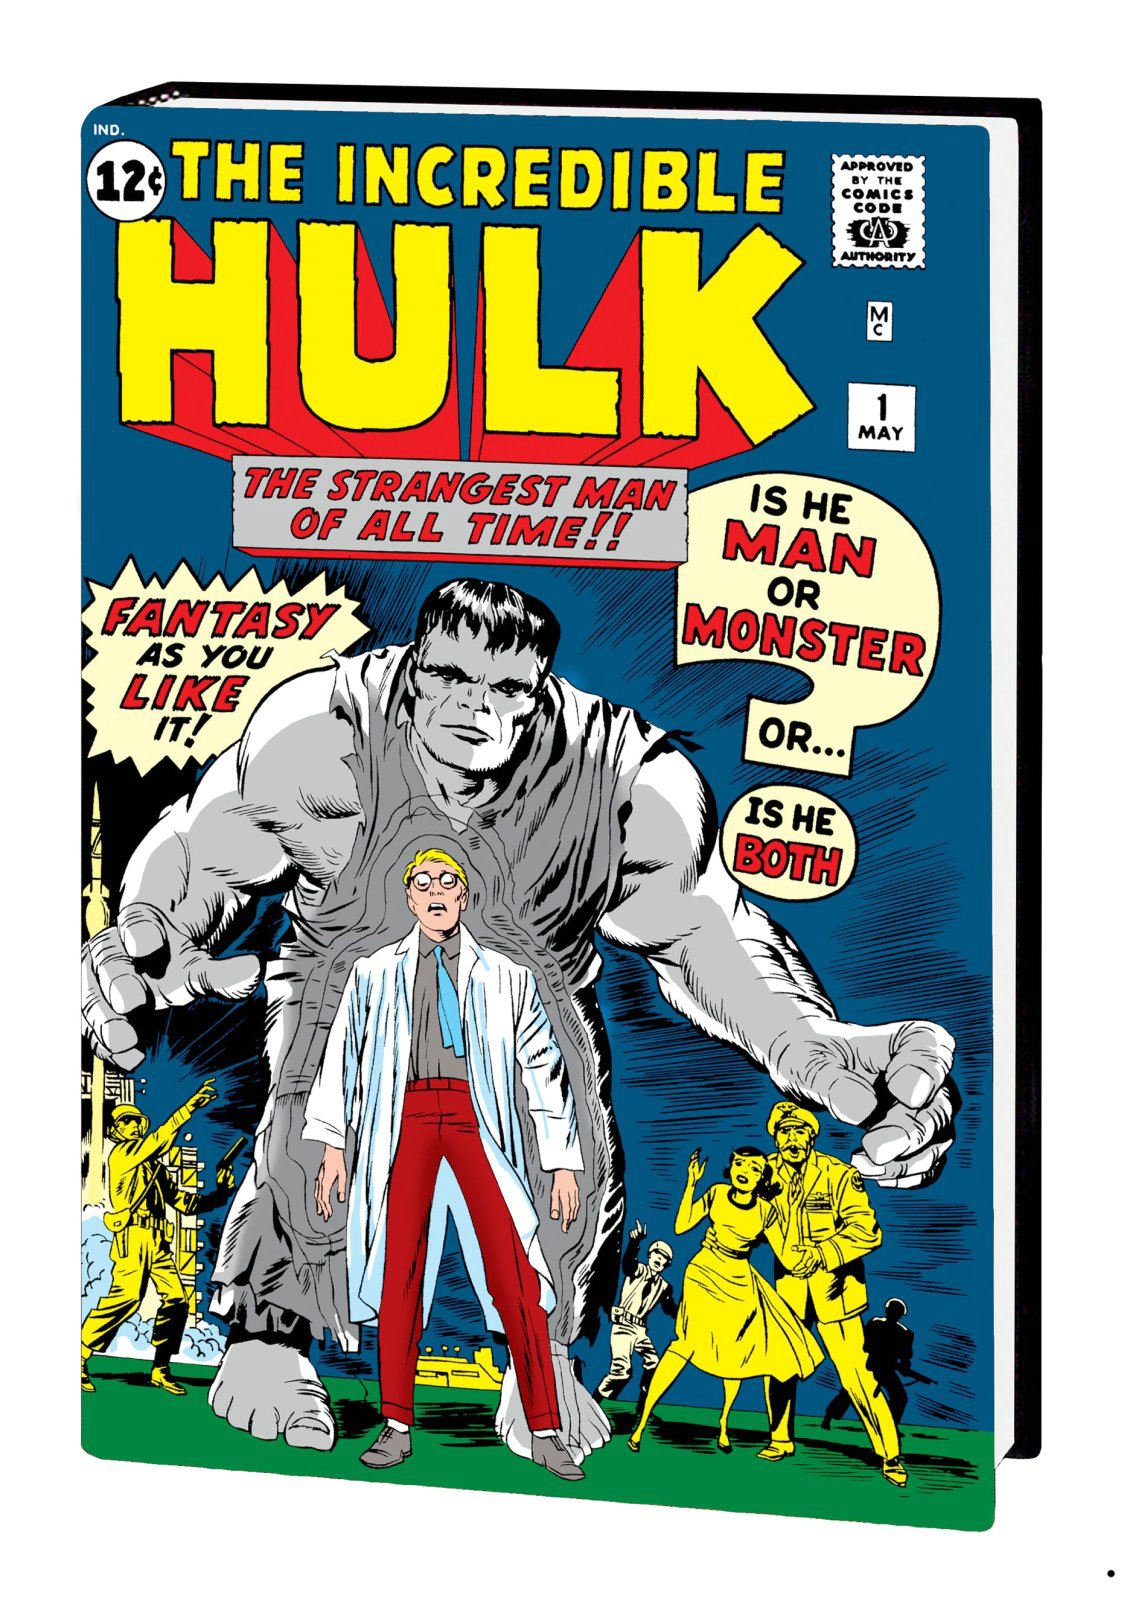 IND.
12¢
THE INCREDIBLE
HULK
APPROVED
BY THE
COMICS
CODE
CA
AUTHORITY
M
C
1
MAY
THE STRANGEST MAN
OF ALL TIME!!
IS HE
MAN
OR
MONSTER
OR...
IS HE
BOTH
FANTASY
AS YOU
LIKE
IT!